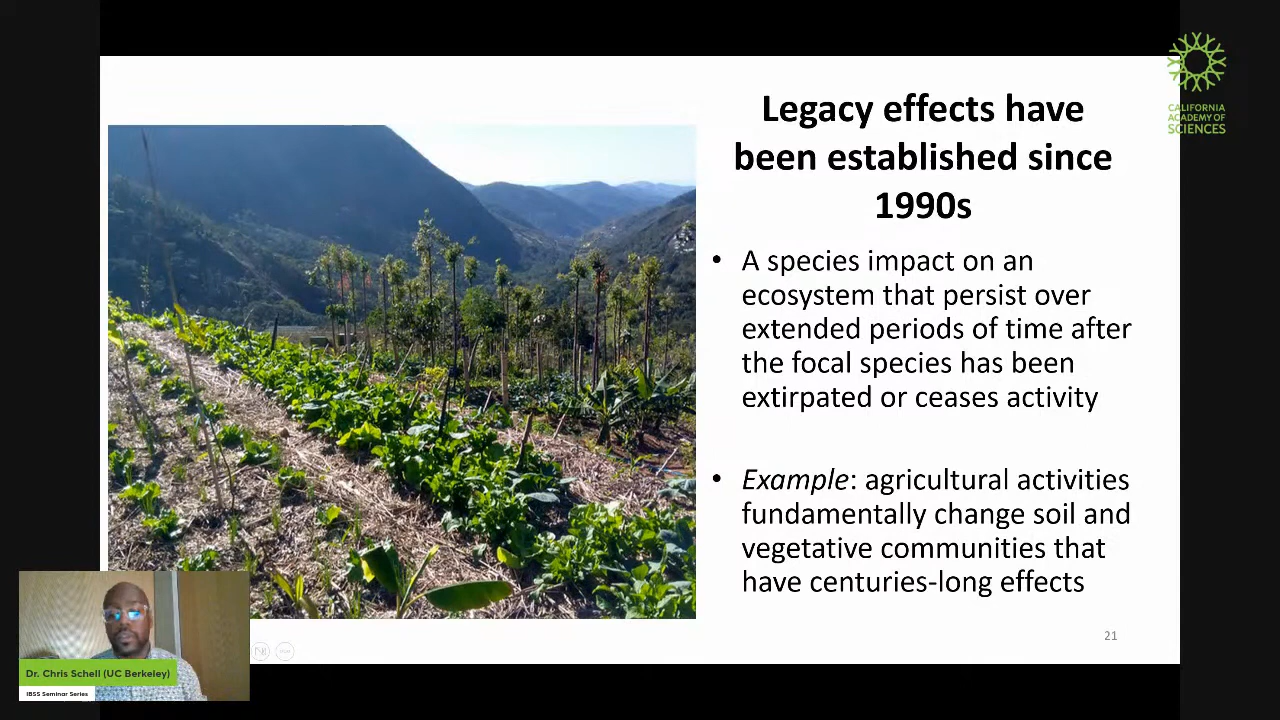 Legacy effects have
been established since
1990s
• A species impact on an
ecosystem that persist over
extended periods of time after
the focal species has been
extirpated or ceases activity
• Example: agricultural activities
fundamentally change soil and
vegetative communities that
have centuries-long effects
21
CALIFORNIA
ACADEMY OF
SCIENCES
Dr. Chris Schell (UC Berkeley)
IBSS Seminar Series